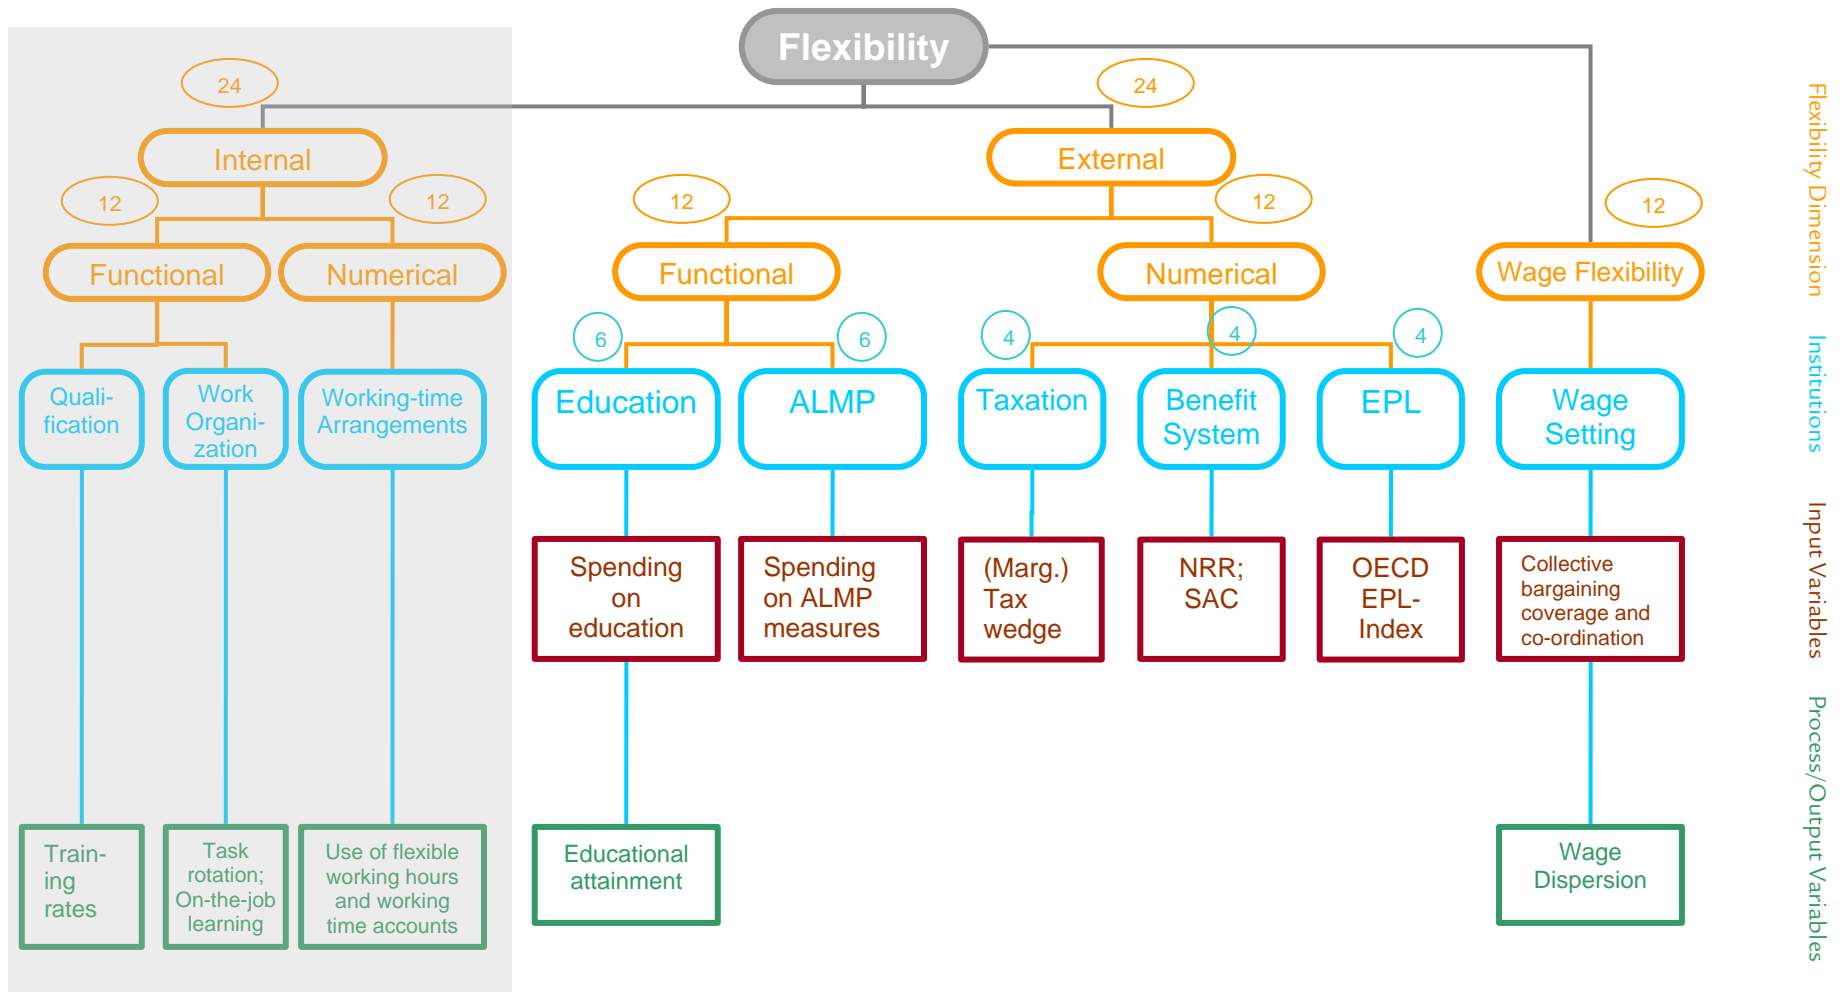 Flexibility
24
24
Internal
External
12
12
12
12
12
Functional
Numerical
Functional
Numerical
Wage Flexibility
6
6
4
4
4
Quali-
fication
Work
Organi-
zation
Working-time
Arrangements
Education
ALMP
Taxation
Benefit
System
EPL
Wage
Setting
Spending
on
education
Spending
on ALMP
measures
(Marg.)
Tax
wedge
NRR;
SAC
OECD
EPL-
Index
Collective
bargaining
coverage and
co-ordination
Train-
ing
rates
Task
rotation;
On-the-job
learning
Use of flexible
working hours
and working
time accounts
Educational
attainment
Wage
Dispersion
Flexibility Dimension
Institutions
Input Variables
Process/Output Variables